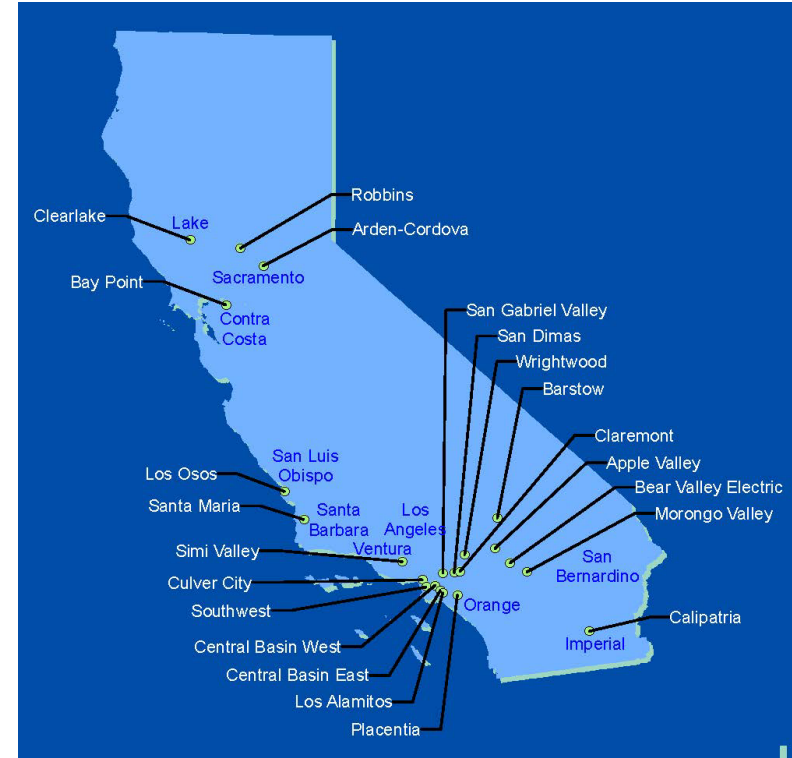 Robbins
Clearlake
Lake
Arden-Cordova
Sacramento
Bay Point
Contra
Costa
San Gabriel Valley
San Dimas
Wrightwood
Barstow
Claremont
Apple Valley
Bear Valley Electric
Morongo Valley
San Luis
Obispo
Los Osos
Santa Maria
Santa
Barbara
Los
Angeles
Ventura
Simi Valley
San
Bernardino
Culver City
Southwest
Orange
Calipatria
Imperial
Central Basin West
Central Basin East
Los Alamitos
Placentia